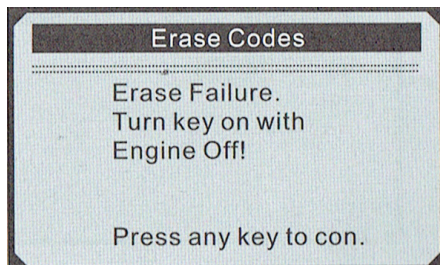 Erase Codes
Erase Failure.
Turn key on with
Engine Off!
Press any key to con.